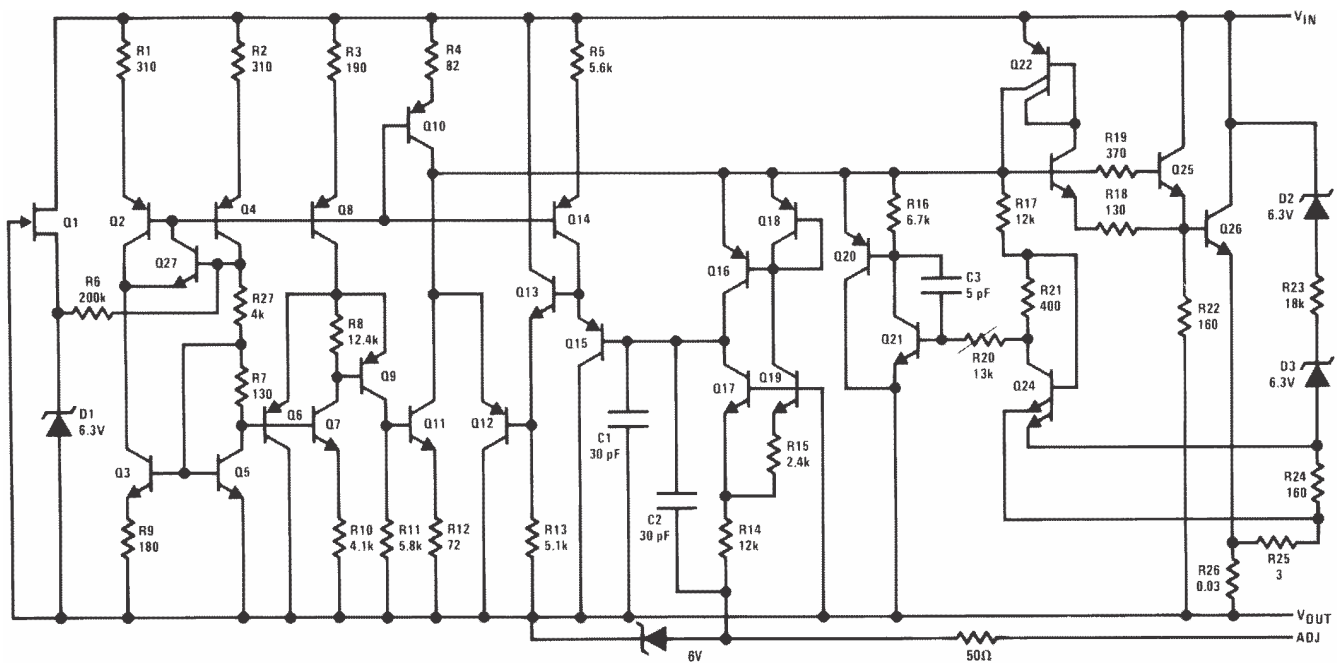 VIN
R1
310
R2
310
R3
190
R4
82
R5
5.6k
Q22
Q10
R19
370
Q25
Q1
Q2
Q4
Q8
Q14
Q18
R16
6.7k
R17
12k
R18
130
Q26
D2
6.3V
Q27
R6
200k
R27
4k
Q13
Q16
Q20
C3
5 pF
R21
400
R22
160
R23
18k
R8
12.4k
Q15
Q21
R20
13k
R7
130
Q9
Q17
Q19
Q24
D3
6.3V
D1
6.3V
Q6
Q7
Q11
Q12
C1
30 pF
R15
2.4k
Q3
Q5
R24
160
R9
180
R10
4.1k
R11
5.8k
R12
72
R13
5.1k
C2
30 pF
R14
12k
R26
0.03
R25
3
VOUT
6V
50Ω
ADJ